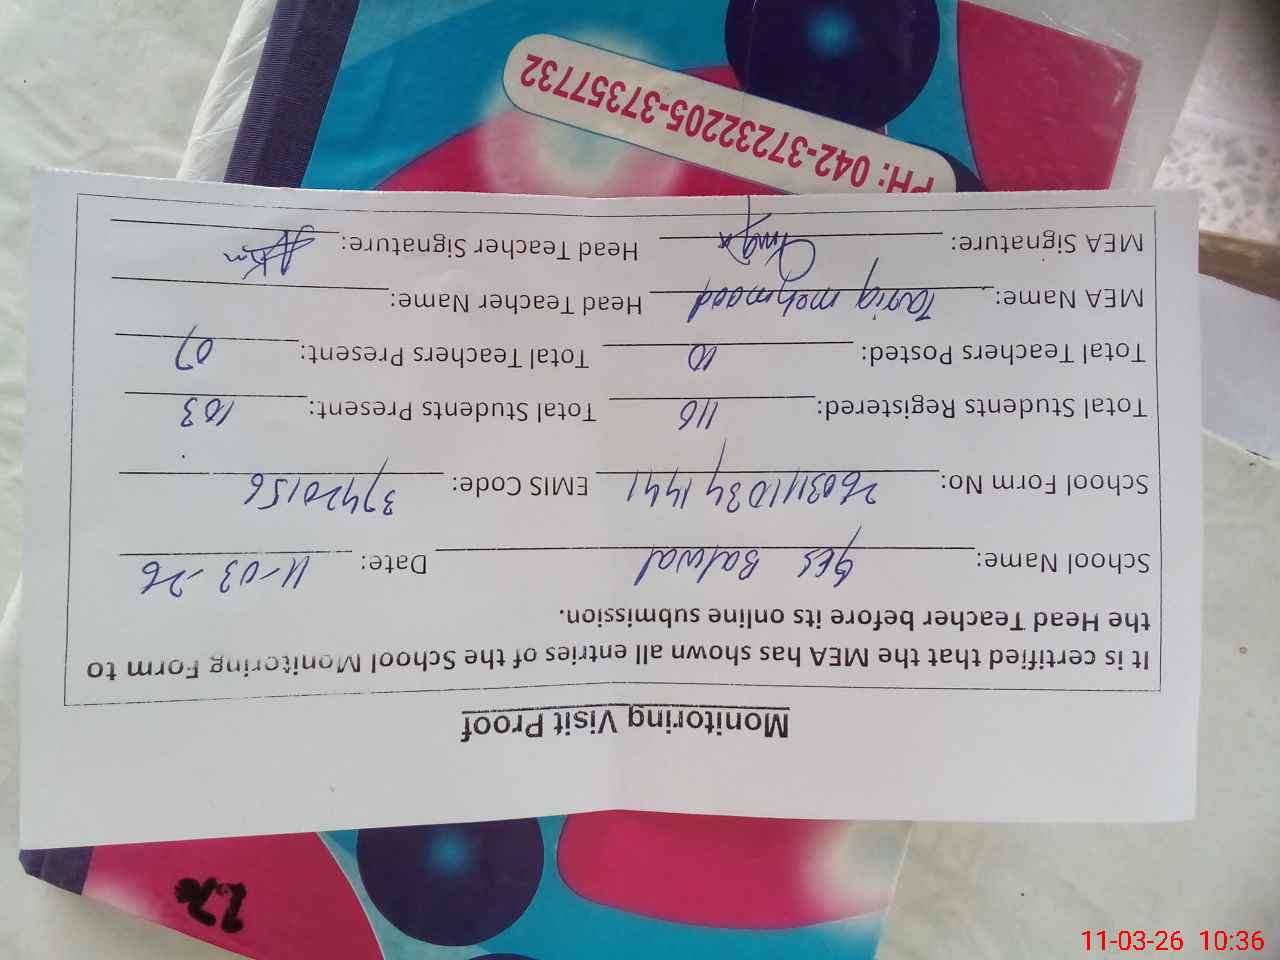 Monitoring Visit Proof
It is certified that the MEA has shown all entries of the School Monitoring Form to
the Head Teacher before its online submission.
School Name: GES Balwal Date: 11-03-26
School Form No: 2603111034 1441 EMIS Code: 37420156
Total Students Registered: 116 Total Students Present: 103
Total Teachers Posted: 10 Total Teachers Present: 07
MEA Name: Tariq mehmood Head Teacher Name:
MEA Signature: Head Teacher Signature:
PH: 042-37232205-37357732
11-03-26 10:36